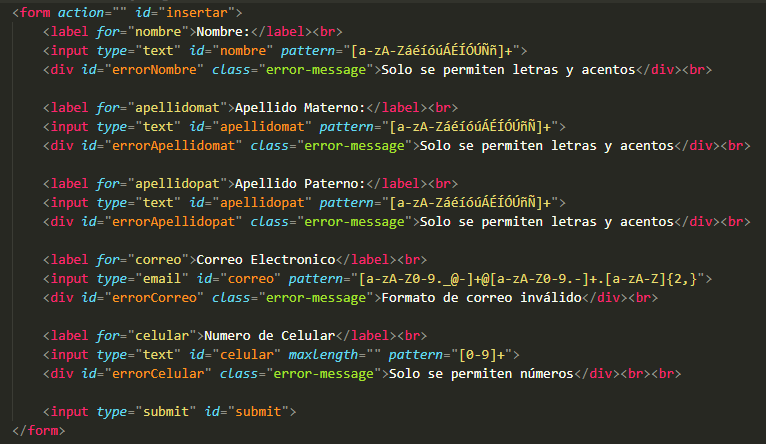 <form action="" id="insertar">
<label for="nombre">Nombre:</label><br>
<input type="text" id="nombre" pattern="[a-zA-ZáéíóúÁÉÍÓÚÑñ]+">
<div id="errorNombre" class="error-message">Solo se permiten letras y acentos</div><br>
<label for="apellidomat">Apellido Materno:</label><br>
<input type="text" id="apellidomat" pattern="[a-zA-ZáéíóúÁÉÍÓÚñÑ]+">
<div id="errorApellidomat" class="error-message">Solo se permiten letras y acentos</div><br>
<label for="apellidopat">Apellido Paterno:</label><br>
<input type="text" id="apellidopat" pattern="[a-zA-ZáéíóúÁÉÍÓÚñÑ]+">
<div id="errorApellidopat" class="error-message">Solo se permiten letras y acentos</div><br>
<label for="correo">Correo Electronico</label><br>
<input type="email" id="correo" pattern="[a-zA-Z0-9._@-]+@[a-zA-Z0-9.-]+.[a-zA-Z]{2,}">
<div id="errorCorreo" class="error-message">Formato de correo inválido</div><br>
<label for="celular">Numero de Celular</label><br>
<input type="text" id="celular" maxlength="" pattern="[0-9]+">
<div id="errorCelular" class="error-message">Solo se permiten números</div><br><br>
<input type="submit" id="submit">
</form>